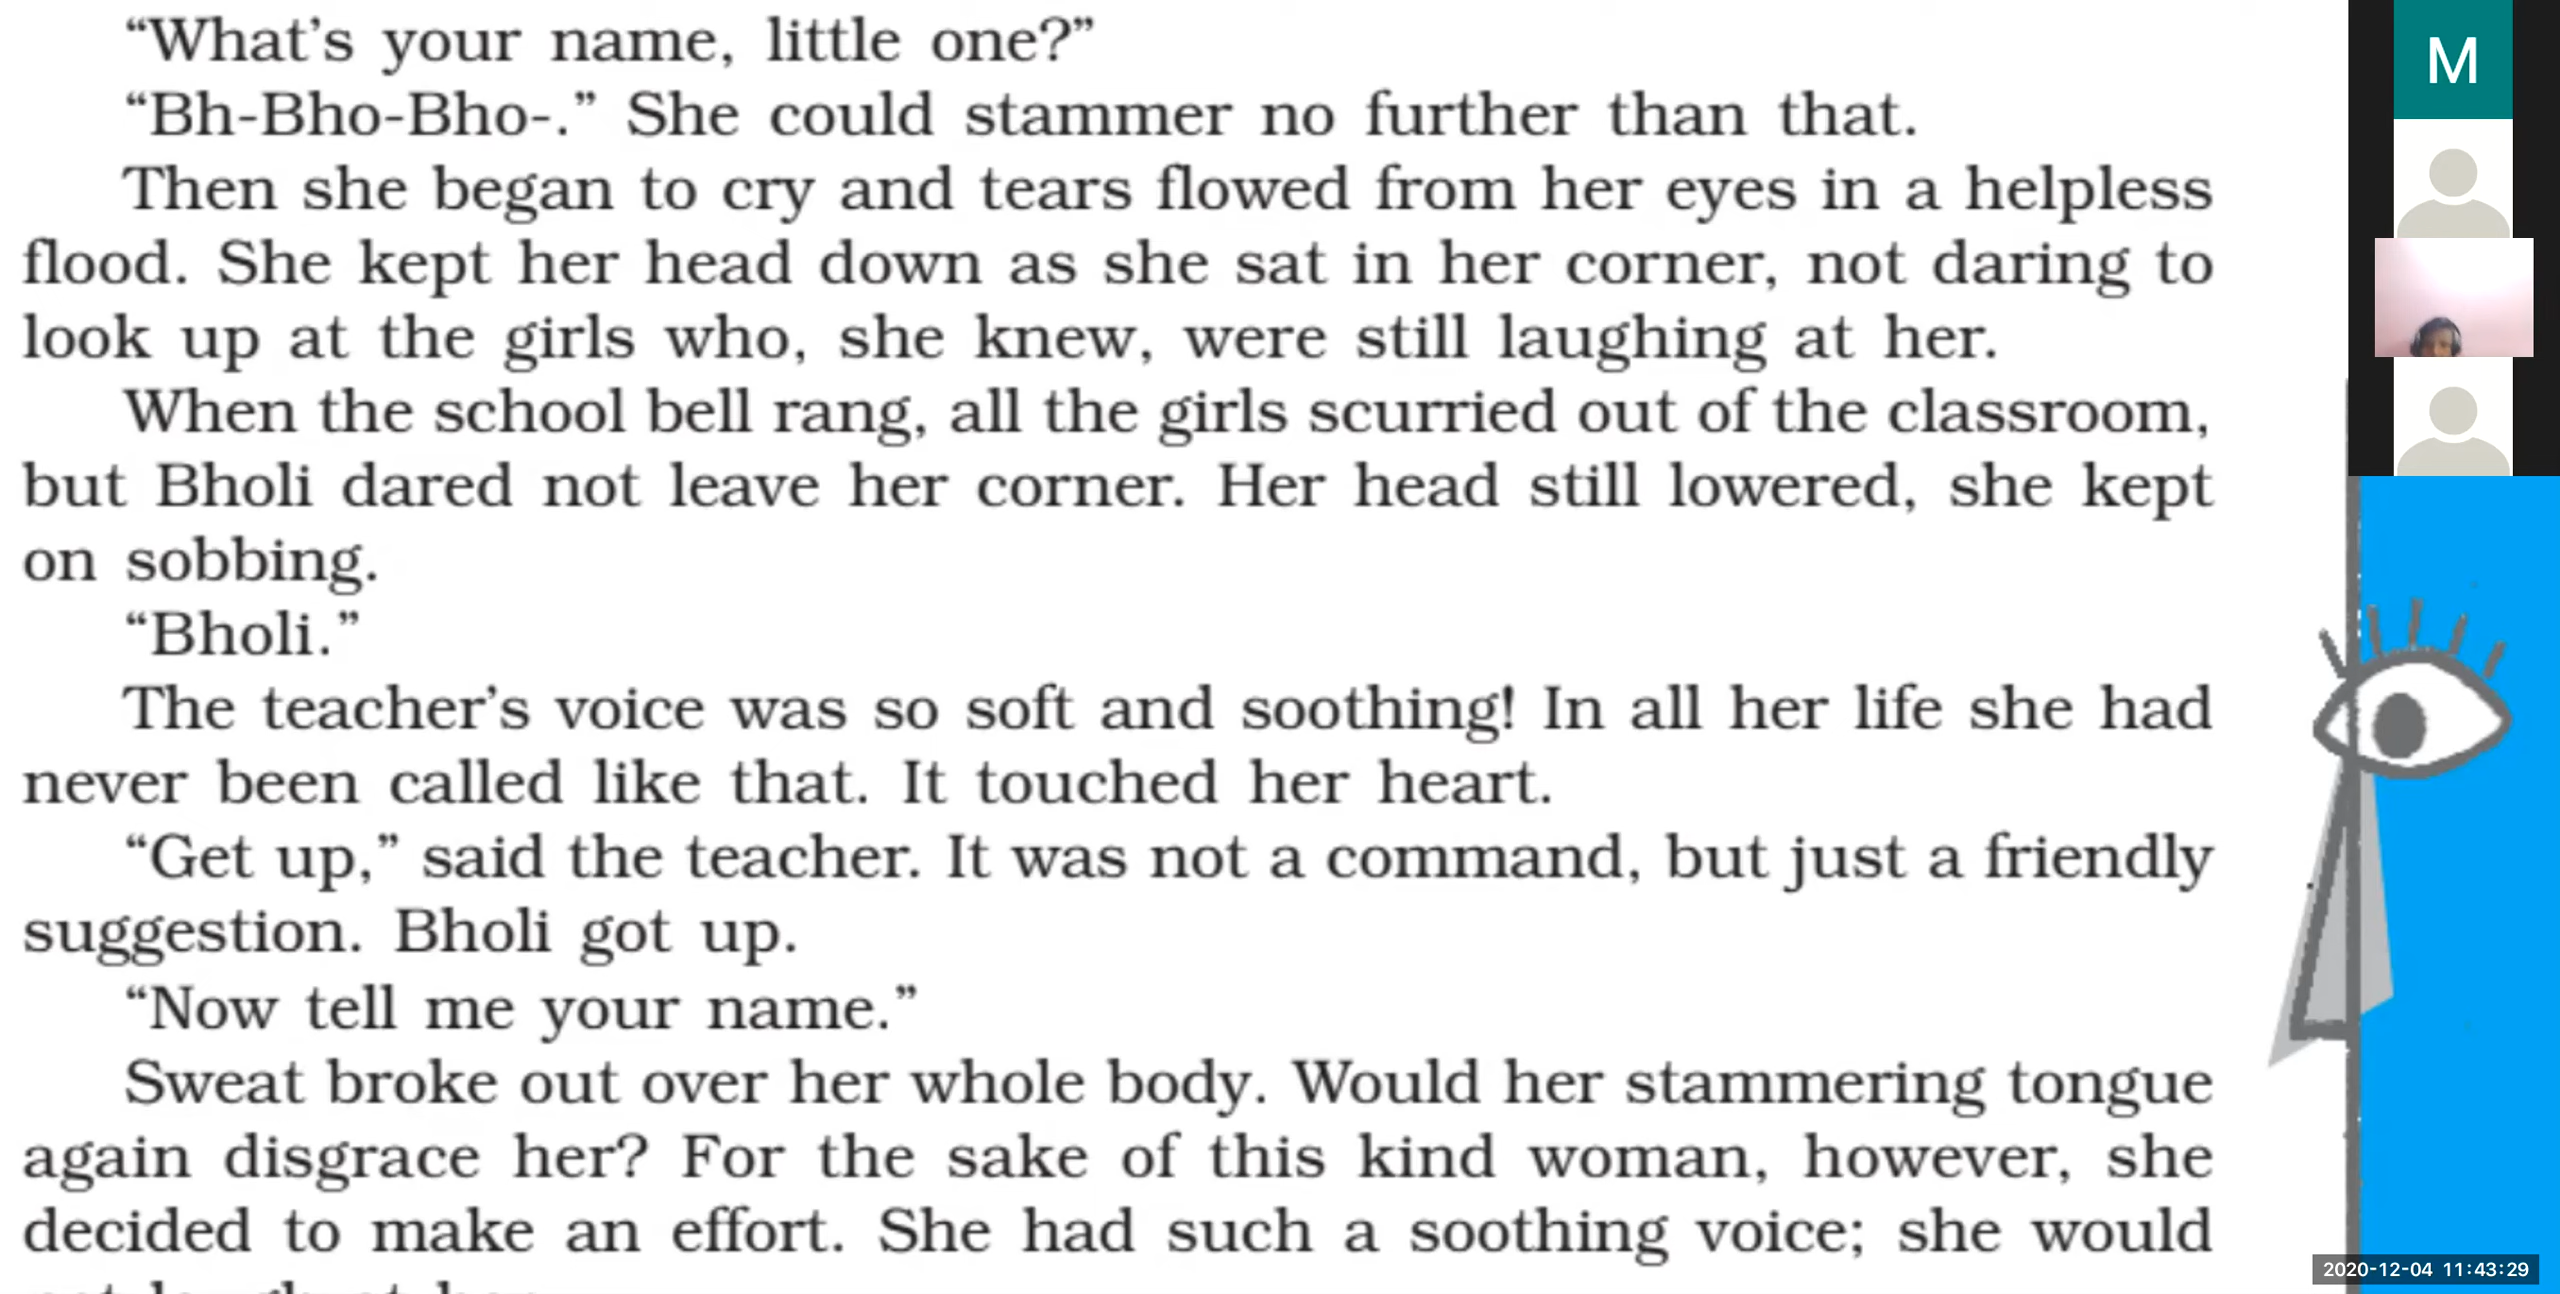 “What’s your name, little one?”
“Bh-Bho-Bho-.” She could stammer no further than that.
Then she began to cry and tears flowed from her eyes in a helpless
flood. She kept her head down as she sat in her corner, not daring to
look up at the girls who, she knew, were still laughing at her.
When the school bell rang, all the girls scurried out of the classroom,
but Bholi dared not leave her corner. Her head still lowered, she kept
on sobbing.
“Bholi.”
The teacher’s voice was so soft and soothing! In all her life she had
never been called like that. It touched her heart.
“Get up,” said the teacher. It was not a command, but just a friendly
suggestion. Bholi got up.
“Now tell me your name.”
Sweat broke out over her whole body. Would her stammering tongue
again disgrace her? For the sake of this kind woman, however, she
decided to make an effort. She had such a soothing voice; she would
M
2020-12-04 11:43:29